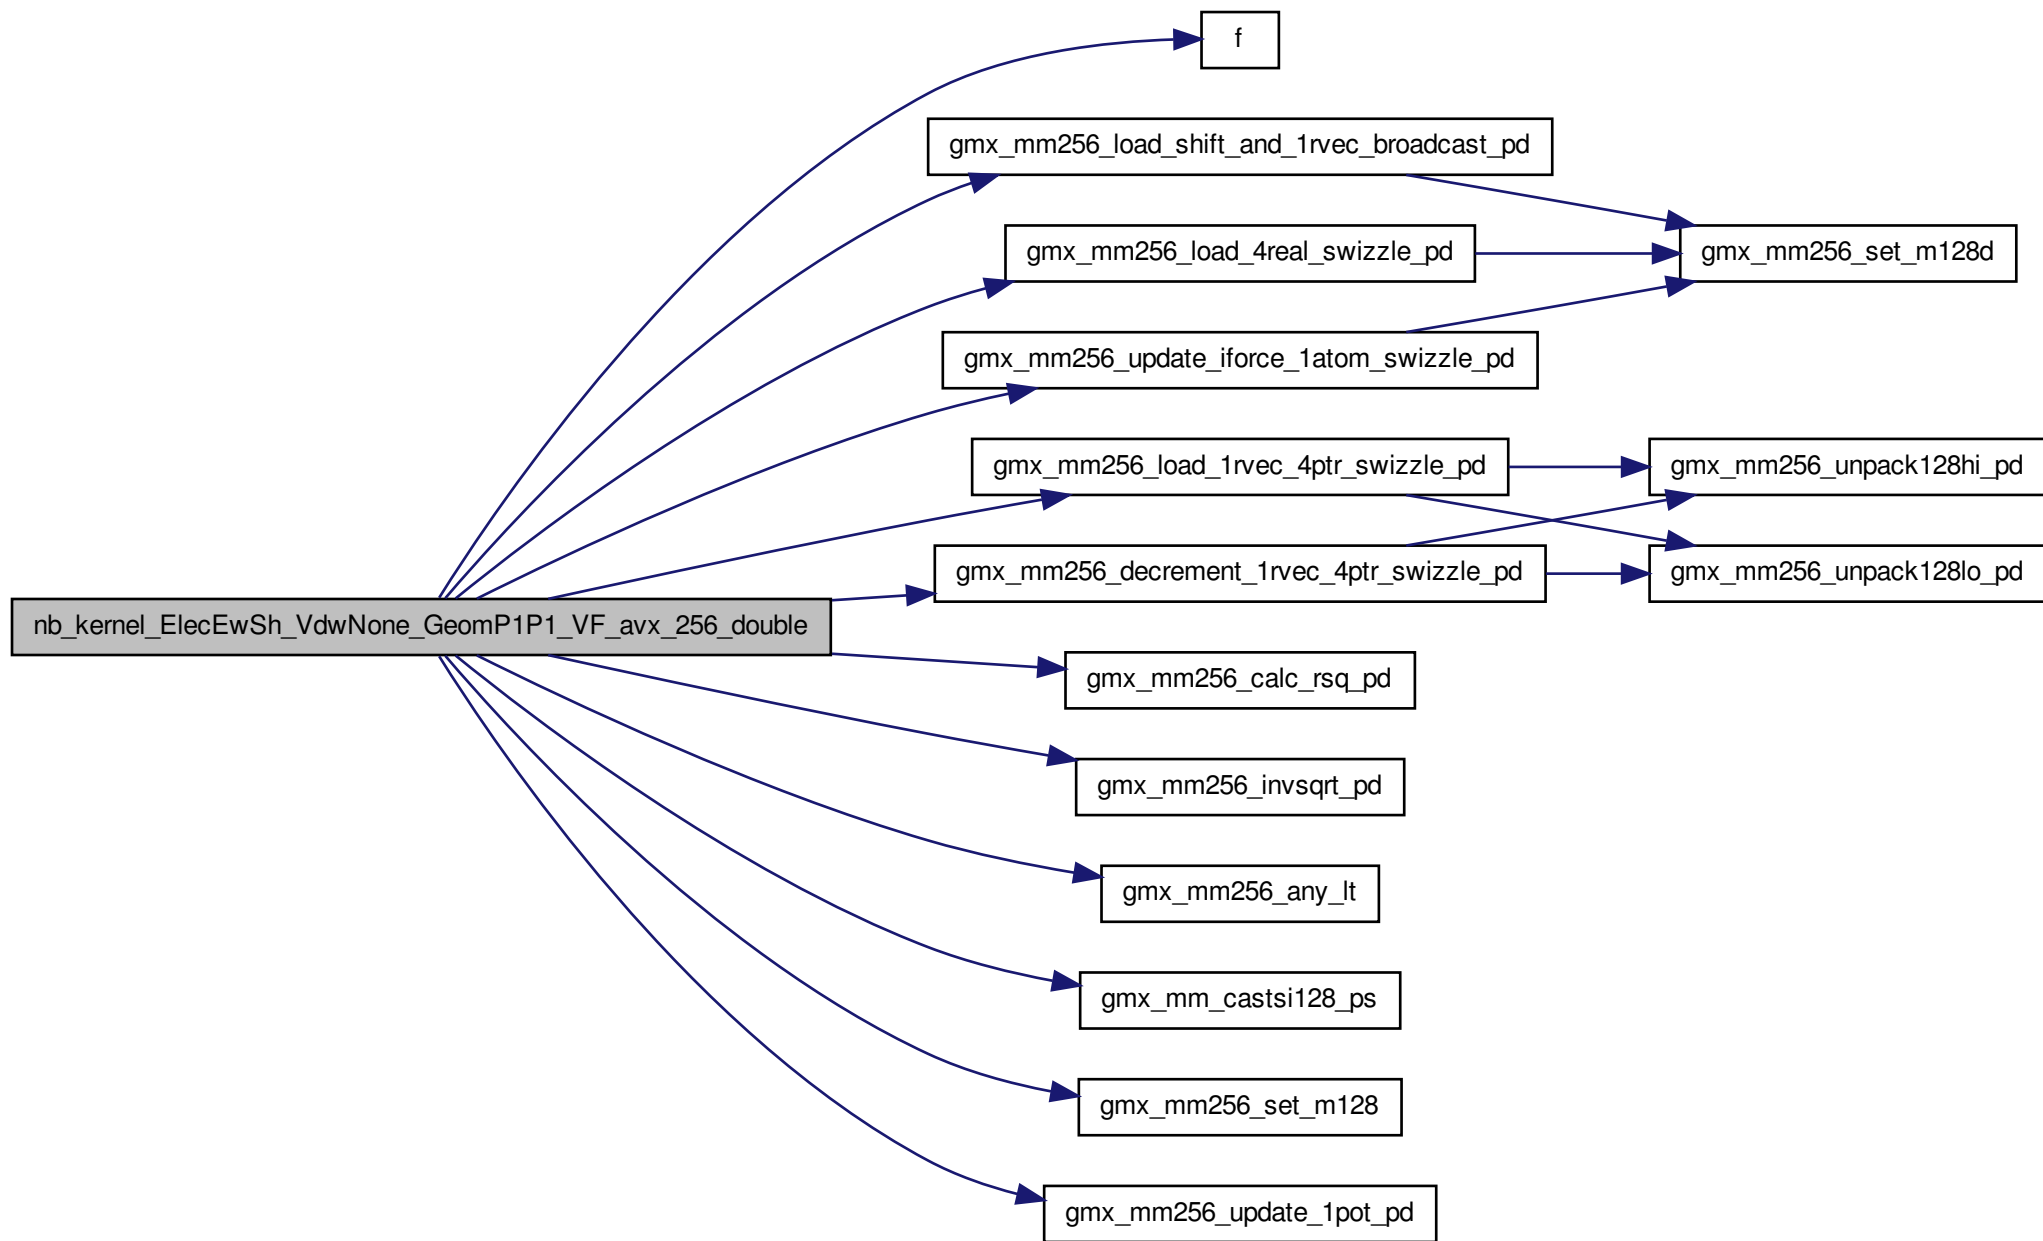 f
gmx_mm256_load_shift_and_1rvec_broadcast_pd
gmx_mm256_load_4real_swizzle_pd
gmx_mm256_set_m128d
gmx_mm256_update_iforce_1atom_swizzle_pd
gmx_mm256_load_1rvec_4ptr_swizzle_pd
gmx_mm256_unpack128hi_pd
gmx_mm256_decrement_1rvec_4ptr_swizzle_pd
gmx_mm256_unpack128lo_pd
nb_kernel_ElecEwSh_VdwNone_GeomP1P1_VF_avx_256_double
gmx_mm256_calc_rsq_pd
gmx_mm256_invsqrt_pd
gmx_mm256_any_lt
gmx_mm_castsi128_ps
gmx_mm256_set_m128
gmx_mm256_update_1pot_pd